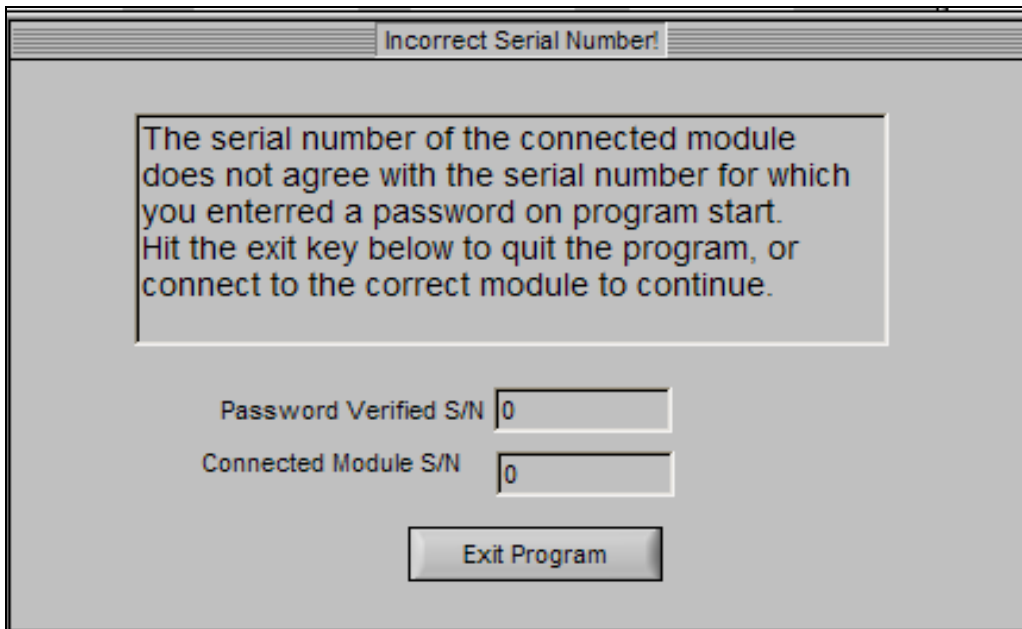 Incorrect Serial Number!
The serial number of the connected module
does not agree with the serial number for which
you enterred a password on program start.
Hit the exit key below to quit the program, or
connect to the correct module to continue.
Password Verified S/N 0
Connected Module S/N 0
Exit Program